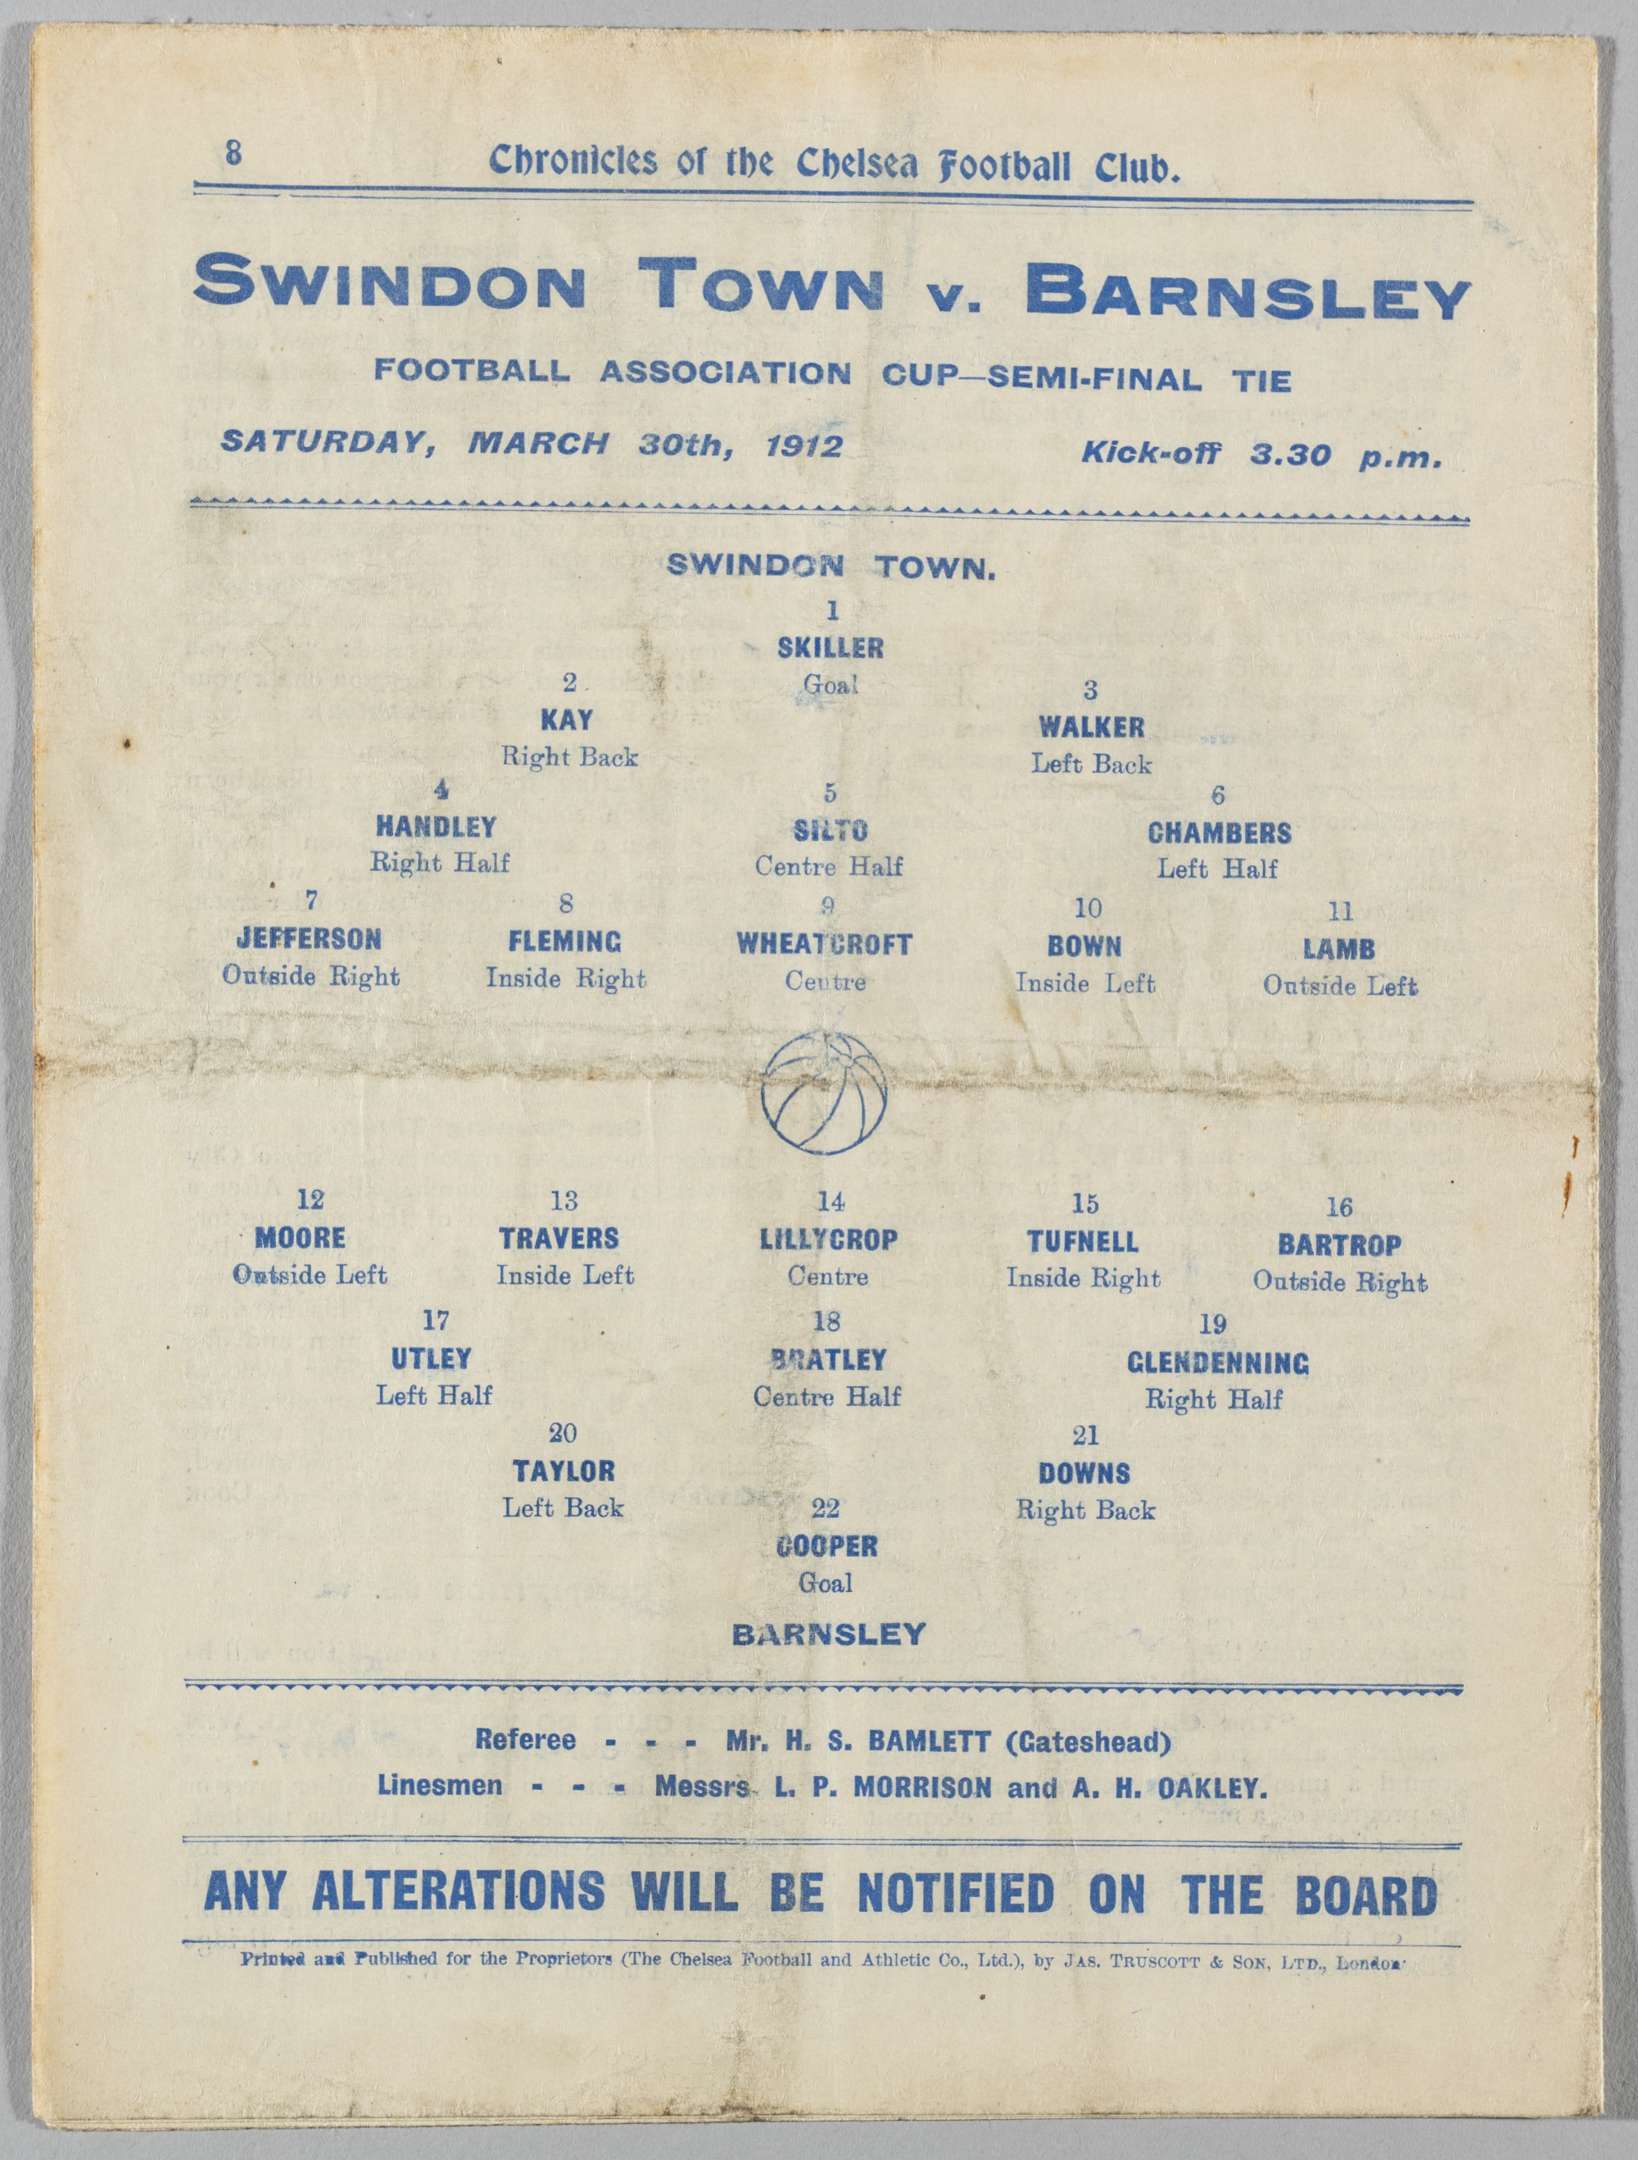 8 Chronicles of the Chelsea Football Club.
SWINDON TOWN v. BARNSLEY
FOOTBALL ASSOCIATION CUP—SEMI-FINAL TIE
SATURDAY, MARCH 30th, 1912 Kick-off 3.30 p.m.
SWINDON TOWN.
1
SKILLER
Goal
2 3
KAY WALKER
Right Back Left Back
4 5 6
HANDLEY SILTO CHAMBERS
Right Half Centre Half Left Half
7 8 9 10 11
JEFFERSON FLEMING WHEATCROFT BOWN LAMB
Outside Right Inside Right Centre Inside Left Outside Left
12 13 14 15 16
MOORE TRAVERS LILLYCROP TUFNELL BARTROP
Outside Left Inside Left Centre Inside Right Outside Right
17 18 19
UTLEY BRATLEY GLENDENNING
Left Half Centre Half Right Half
20 21
TAYLOR DOWNS
Left Back Right Back
22
COOPER
Goal
BARNSLEY
Referee - - - Mr. H. S. BAMLETT (Gateshead)
Linesmen - - - Messrs. L. P. MORRISON and A. H. OAKLEY.
ANY ALTERATIONS WILL BE NOTIFIED ON THE BOARD
Printed and Published for the Proprietors (The Chelsea Football and Athletic Co., Ltd.), by JAS. TRUSCOTT & SON, LTD., London